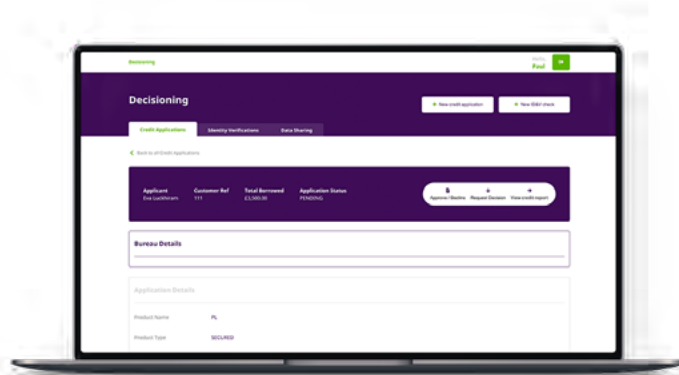 Decisioning
Hello,
Paul
Decisioning
+ New credit application
+ New ID&V check
Credit Applications
Identity Verifications
Data Sharing
Back to all Credit Applications
Applicant Customer Ref Total Borrowed Application Status
Eva Luckhiram 111 £3,500.00 PENDING
Approve / Decline Request Decision View credit report
Bureau Details
Application Details
Product Name PL
Product Type SECURED